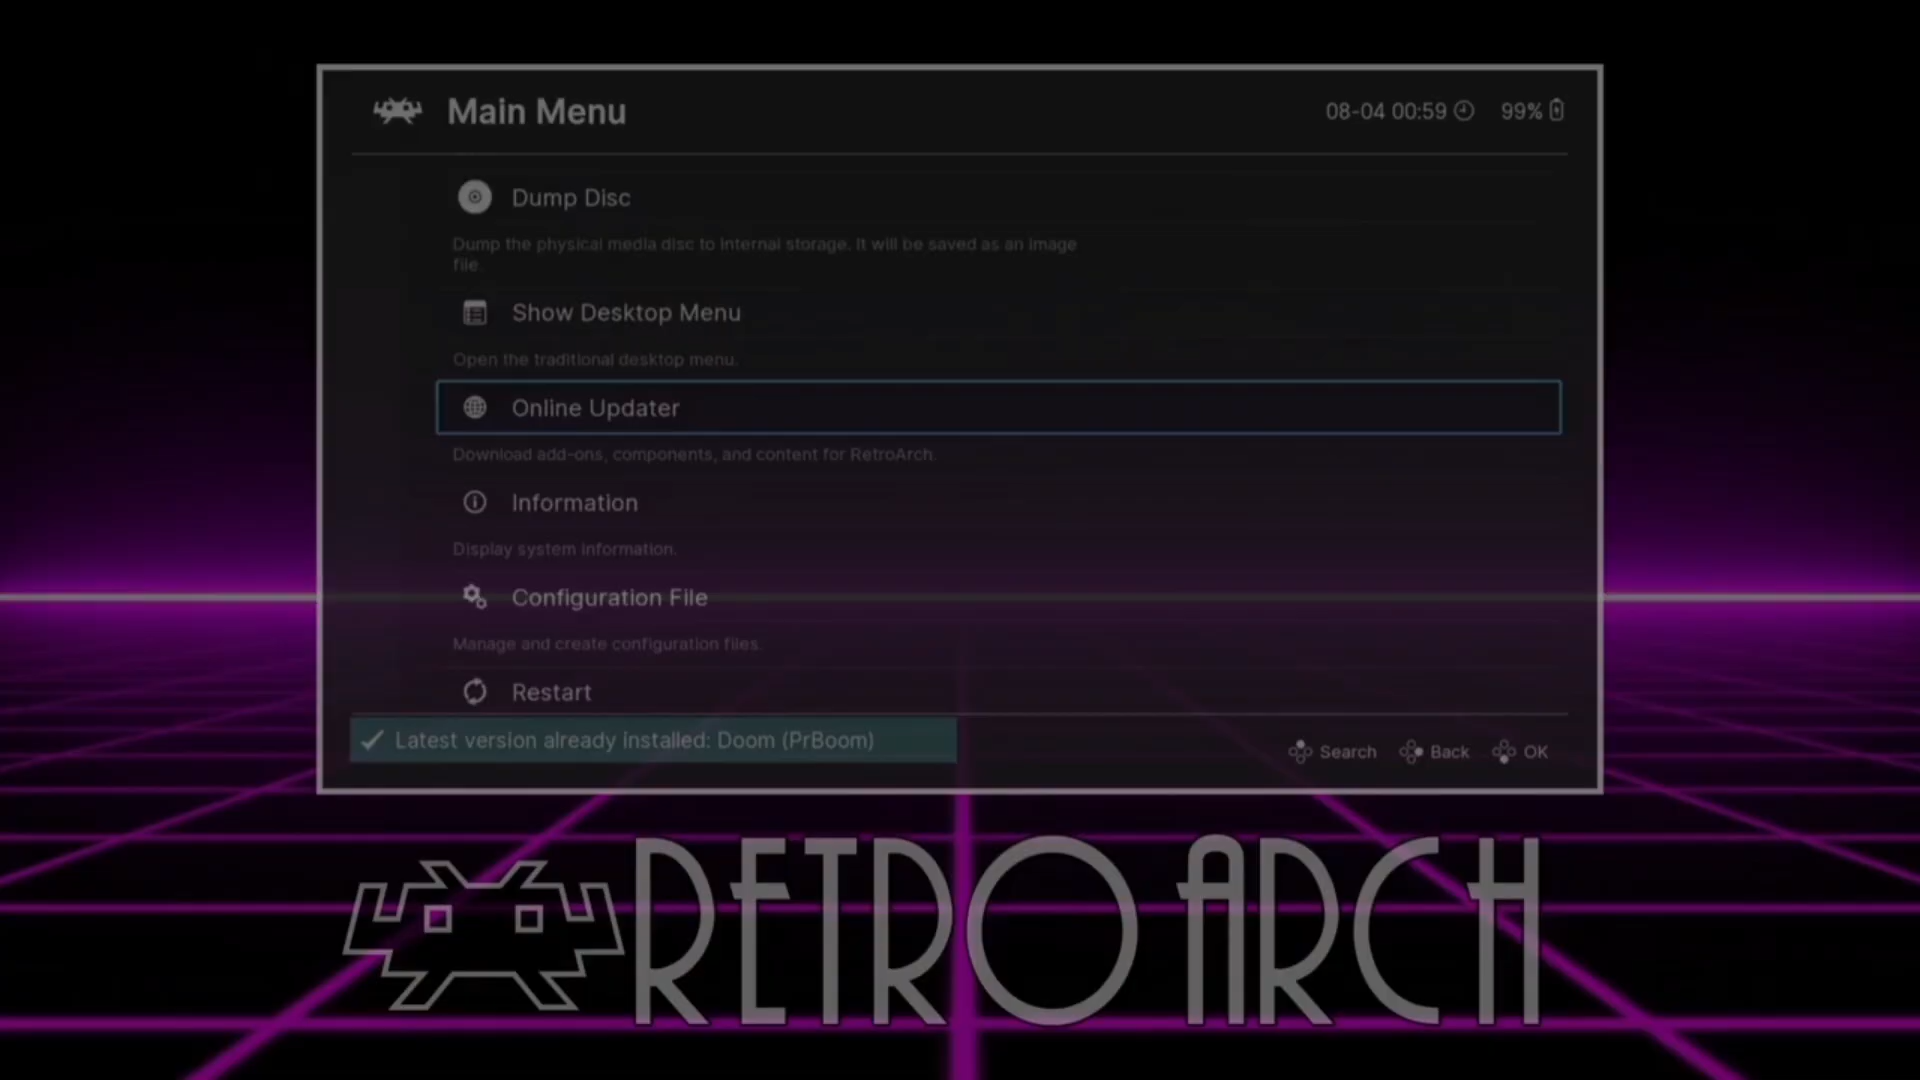 Main Menu
08-04 00:59
99%
Dump Disc
Dump the physical media disc to internal storage. It will be saved as an image
file.
Show Desktop Menu
Open the traditional desktop menu.
Online Updater
Download add-ons, components, and content for RetroArch.
Information
Display system information.
Configuration File
Manage and create configuration files.
Restart
Latest version already installed: Doom (PrBoom)
Search
Back
OK
RETROARCH